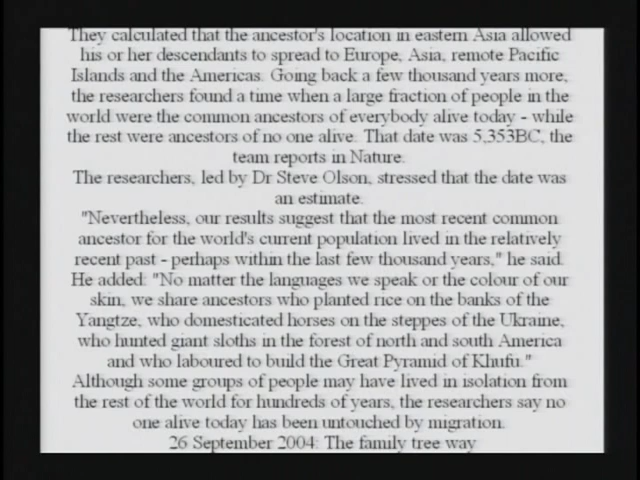 They calculated that the ancestor's location in eastern Asia allowed
his or her descendants to spread to Europe, Asia, remote Pacific
Islands and the Americas. Going back a few thousand years more,
the researchers found a time when a large fraction of people in the
world were the common ancestors of everybody alive today - while
the rest were ancestors of no one alive. That date was 5,353BC, the
team reports in Nature.
The researchers, led by Dr Steve Olson, stressed that the date was
an estimate.
"Nevertheless, our results suggest that the most recent common
ancestor for the world's current population lived in the relatively
recent past - perhaps within the last few thousand years," he said.
He added: "No matter the languages we speak or the colour of our
skin, we share ancestors who planted rice on the banks of the
Yangtze, who domesticated horses on the steppes of the Ukraine,
who hunted giant sloths in the forest of north and south America
and who laboured to build the Great Pyramid of Khufu."
Although some groups of people may have lived in isolation from
the rest of the world for hundreds of years, the researchers say no
one alive today has been untouched by migration.
26 September 2004: The family tree way